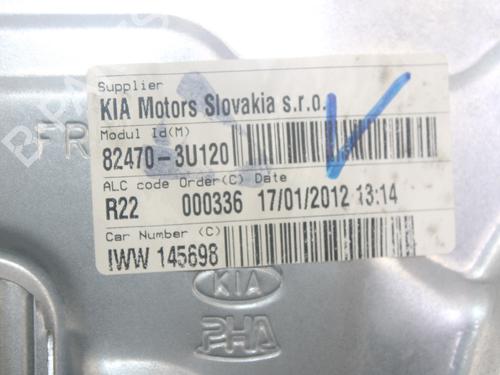 Supplier
KIA Motors Slovakia s.r.o.
Modul Id(M)
FR
82470-3U120
ALC code Order(C) Date
R22 000336 17/01/2012 13:14
Car Number (C)
IWW 145698
KIA
PHA